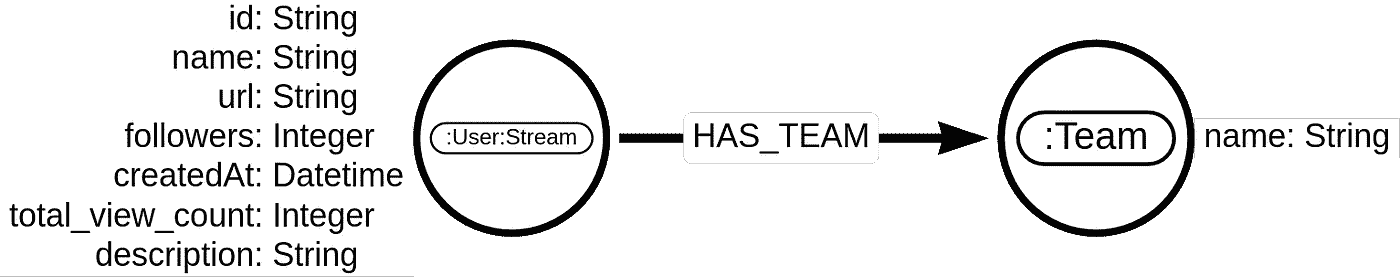 id: String
name: String
url: String
followers: Integer
createdAt: Datetime
total_view_count: Integer
description: String
:User:Stream
HAS_TEAM
:Team
name: String